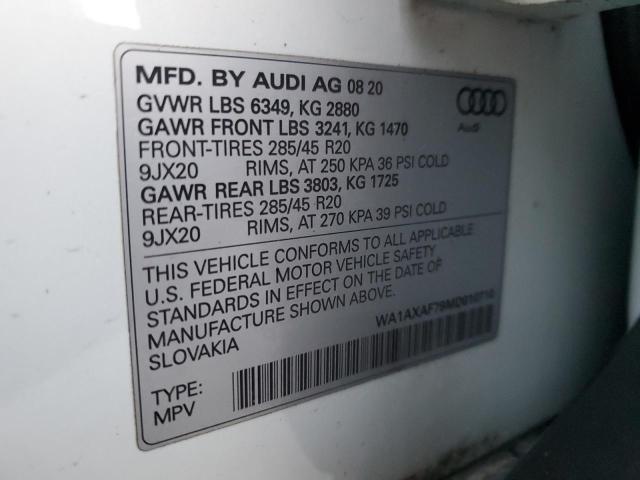 MFD. BY AUDI AG 08 20
GVWR LBS 6349, KG 2880
GAWR FRONT LBS 3241, KG 1470
FRONT-TIRES 285/45 R20
9JX20 RIMS, AT 250 KPA 36 PSI COLD
GAWR REAR LBS 3803, KG 1725
REAR-TIRES 285/45 R20
9JX20 RIMS, AT 270 KPA 39 PSI COLD
Audi
THIS VEHICLE CONFORMS TO ALL APPLICABLE
U.S. FEDERAL MOTOR VEHICLE SAFETY
STANDARDS IN EFFECT ON THE DATE OF
MANUFACTURE SHOWN ABOVE.
SLOVAKIA
WA1AXAF79MD010710
TYPE:
MPV